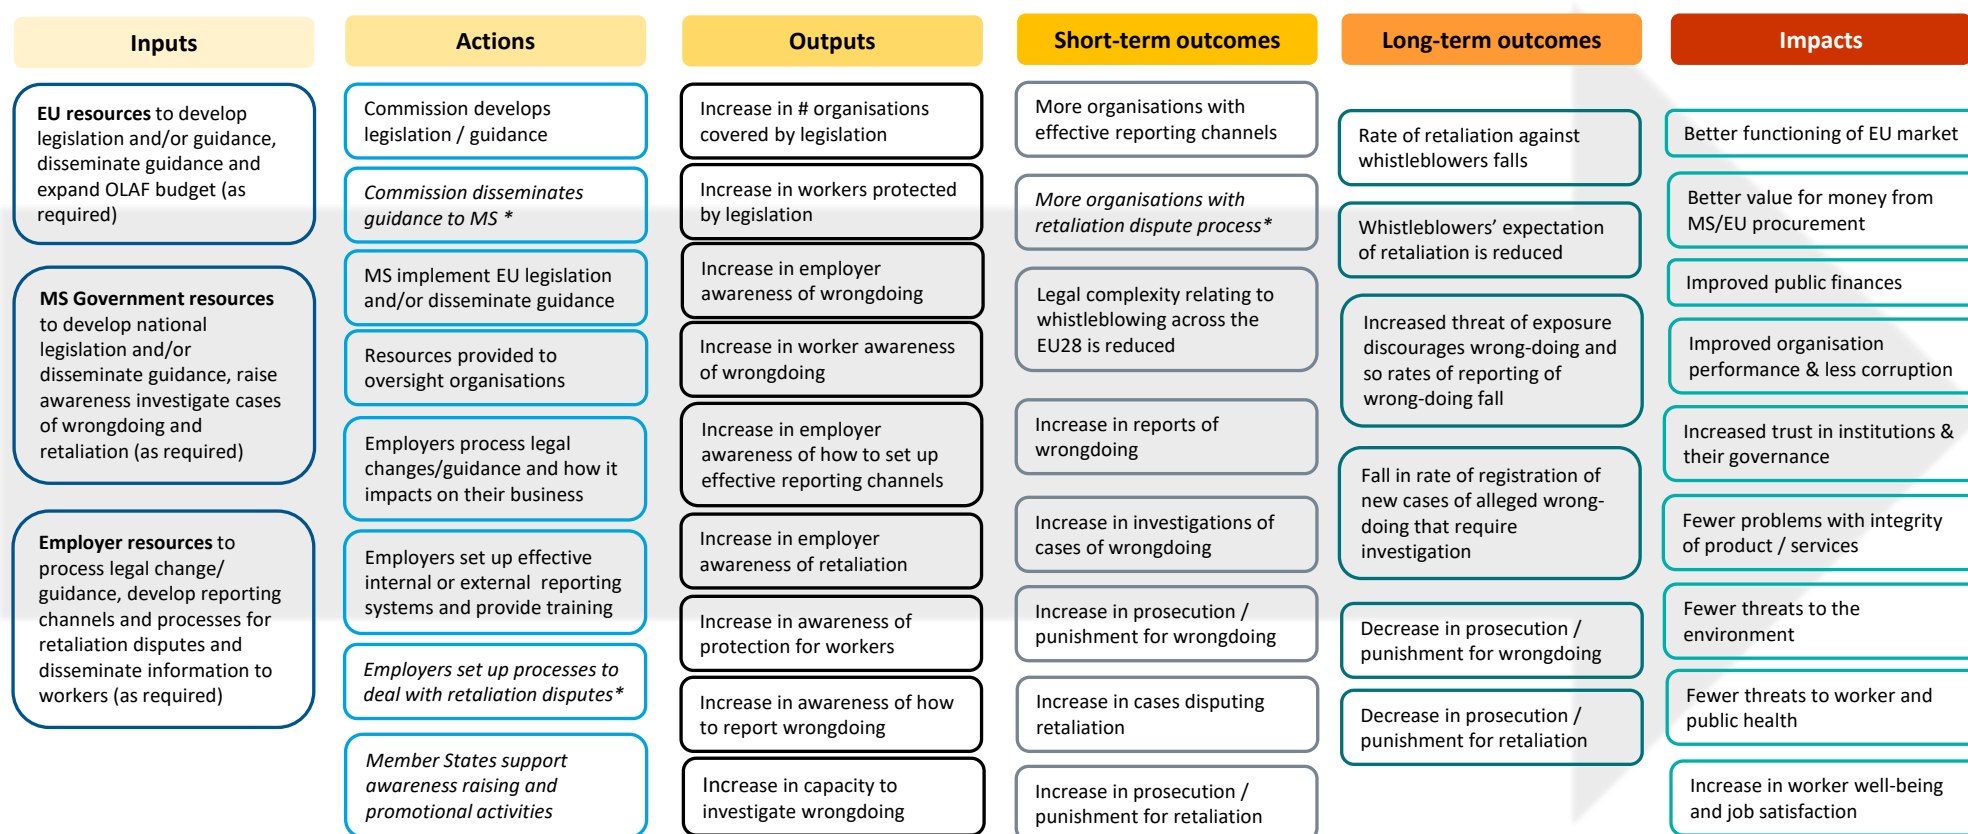 Inputs
EU resources to develop
legislation and/or guidance,
disseminate guidance and
expand OLAF budget (as
required)
MS Government resources
to develop national
legislation and/or
disseminate guidance, raise
awareness investigate cases
of wrongdoing and
retaliation (as required)
Employer resources to
process legal change/
guidance, develop reporting
channels and processes for
retaliation disputes and
disseminate information to
workers (as required)
Actions
Commission develops
legislation / guidance
Commission disseminates
guidance to MS *
MS implement EU legislation
and/or disseminate guidance
Resources provided to
oversight organisations
Employers process legal
changes/guidance and how it
impacts on their business
Employers set up effective
internal or external reporting
systems and provide training
Employers set up processes to
deal with retaliation disputes*
Member States support
awareness raising and
promotional activities
Outputs
Increase in # organisations
covered by legislation
Increase in workers protected
by legislation
Increase in employer
awareness of wrongdoing
Increase in worker awareness
of wrongdoing
Increase in employer
awareness of how to set up
effective reporting channels
Increase in employer
awareness of retaliation
Increase in awareness of
protection for workers
Increase in awareness of how
to report wrongdoing
Increase in capacity to
investigate wrongdoing
Short-term outcomes
More organisations with
effective reporting channels
More organisations with
retaliation dispute process*
Legal complexity relating to
whistleblowing across the
EU28 is reduced
Increase in reports of
wrongdoing
Increase in investigations of
cases of wrongdoing
Increase in prosecution /
punishment for wrongdoing
Increase in cases disputing
retaliation
Increase in prosecution /
punishment for retaliation
Long-term outcomes
Rate of retaliation against
whistleblowers falls
Whistleblowers’ expectation
of retaliation is reduced
Increased threat of exposure
discourages wrong-doing and
so rates of reporting of
wrong-doing fall
Fall in rate of registration of
new cases of alleged wrong-
doing that require
investigation
Decrease in prosecution /
punishment for wrongdoing
Decrease in prosecution /
punishment for retaliation
Impacts
Better functioning of EU market
Better value for money from
MS/EU procurement
Improved public finances
Improved organisation
performance & less corruption
Increased trust in institutions &
their governance
Fewer problems with integrity
of product / services
Fewer threats to the
environment
Fewer threats to worker and
public health
Increase in worker well-being
and job satisfaction